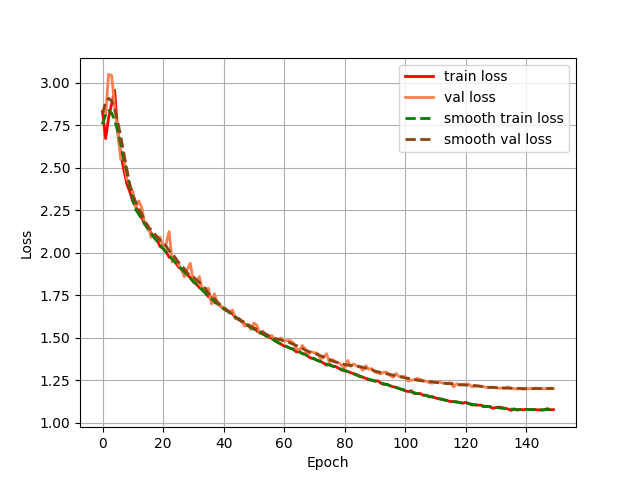 3.00
2.75
2.50
2.25
2.00
1.75
1.50
1.25
1.00
Loss
train loss
val loss
smooth train loss
smooth val loss
0 20 40 60 80 100 120 140
Epoch